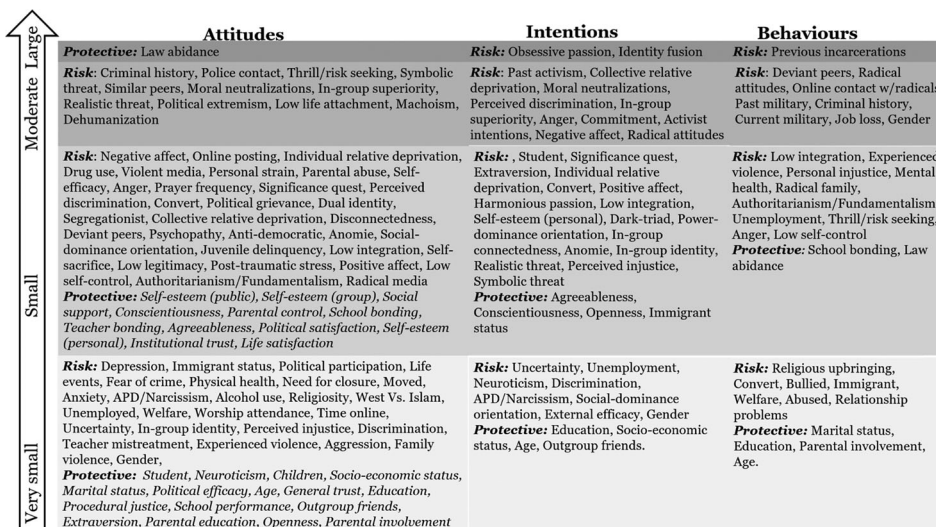 Attitudes
Intentions
Behaviours
Large
Protective: Law abidance
Risk: Obsessive passion, Identity fusion
Risk: Previous incarcerations
Moderate
Risk: Criminal history, Police contact, Thrill/risk seeking, Symbolic
threat, Similar peers, Moral neutralizations, In-group superiority,
Realistic threat, Political extremism, Low life attachment, Machoism,
Dehumanization
Risk: Past activism, Collective relative
deprivation, Moral neutralizations,
Perceived discrimination, In-group
superiority, Anger, Commitment, Activist
intentions, Negative affect, Radical attitudes
Risk: Deviant peers, Radical
attitudes, Online contact w/radicals
Past military, Criminal history,
Current military, Job loss, Gender
Small
Risk: Negative affect, Online posting, Individual relative deprivation,
Drug use, Violent media, Personal strain, Parental abuse, Self-
efficacy, Anger, Prayer frequency, Significance quest, Perceived
discrimination, Convert, Political grievance, Dual identity,
Segregationist, Collective relative deprivation, Disconnectedness,
Deviant peers, Psychopathy, Anti-democratic, Anomie, Social-
dominance orientation, Juvenile delinquency, Low integration, Self-
sacrifice, Low legitimacy, Post-traumatic stress, Positive affect, Low
self-control, Authoritarianism/Fundamentalism, Radical media
Protective: Self-esteem (public), Self-esteem (group), Social
support, Conscientiousness, Parental control, School bonding,
Teacher bonding, Agreeableness, Political satisfaction, Self-esteem
(personal), Institutional trust, Life satisfaction
Risk: , Student, Significance quest,
Extraversion, Individual relative
deprivation, Convert, Positive affect,
Harmonious passion, Low integration,
Self-esteem (personal), Dark-triad, Power-
dominance orientation, In-group
connectedness, Anomie, In-group identity,
Realistic threat, Perceived injustice,
Symbolic threat
Protective: Agreeableness,
Conscientiousness, Openness, Immigrant
status
Risk: Low integration, Experienced
violence, Personal injustice, Mental
health, Radical family,
Authoritarianism/Fundamentalism
Unemployment, Thrill/risk seeking,
Anger, Low self-control
Protective: School bonding, Law
abidance
Very small
Risk: Depression, Immigrant status, Political participation, Life
events, Fear of crime, Physical health, Need for closure, Moved,
Anxiety, APD/Narcissism, Alcohol use, Religiosity, West Vs. Islam,
Unemployed, Welfare, Worship attendance, Time online,
Uncertainty, In-group identity, Perceived injustice, Discrimination,
Teacher mistreatment, Experienced violence, Aggression, Family
violence, Gender,
Protective: Student, Neuroticism, Children, Socio-economic status,
Marital status, Political efficacy, Age, General trust, Education,
Procedural justice, School performance, Outgroup friends,
Extraversion, Parental education, Openness, Parental involvement
Risk: Uncertainty, Unemployment,
Neuroticism, Discrimination,
APD/Narcissism, Social-dominance
orientation, External efficacy, Gender
Protective: Education, Socio-economic
status, Age, Outgroup friends.
Risk: Religious upbringing,
Convert, Bullied, Immigrant,
Welfare, Abused, Relationship
problems
Protective: Marital status,
Education, Parental involvement,
Age.